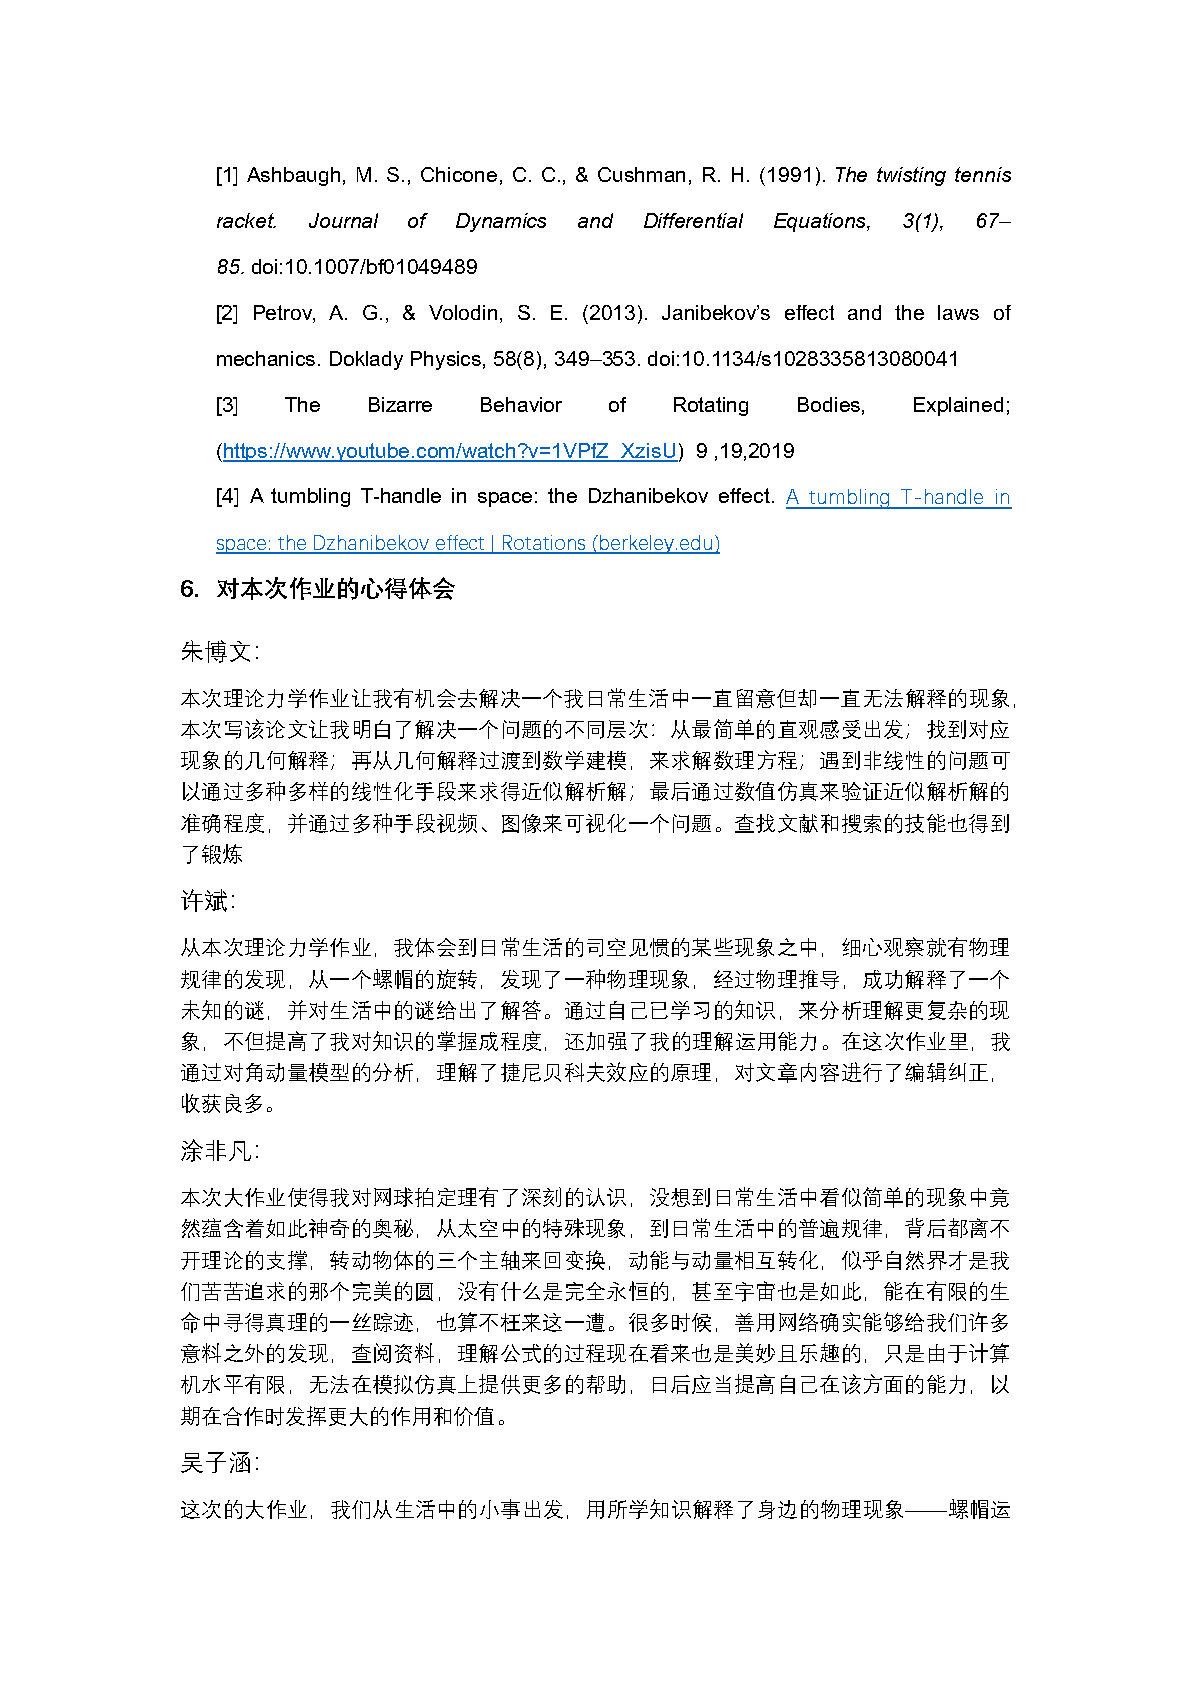 [1] Ashbaugh, M. S., Chicone, C. C., & Cushman, R. H. (1991). The twisting tennis
racket. Journal of Dynamics and Differential Equations, 3(1), 67–
85. doi:10.1007/bf01049489
[2] Petrov, A. G., & Volodin, S. E. (2013). Janibekov’s effect and the laws of
mechanics. Doklady Physics, 58(8), 349–353. doi:10.1134/s1028335813080041
[3] The Bizarre Behavior of Rotating Bodies, Explained;
(https://www.youtube.com/watch?v=1VPfZ_XzisU) 9 ,19,2019
[4] A tumbling T-handle in space: the Dzhanibekov effect. A tumbling T-handle in
space: the Dzhanibekov effect | Rotations (berkeley.edu)
6. 对本次作业的心得体会
朱博文：
本次理论力学作业让我有机会去解决一个我日常生活中一直留意但却一直无法解释的现象，
本次写该论文让我明白了解决一个问题的不同层次：从最简单的直观感受出发；找到对应
现象的几何解释；再从几何解释过渡到数学建模，来求解数理方程；遇到非线性的问题可
以通过多种多样的线性化手段来求得近似解析解；最后通过数值仿真来验证近似解析解的
准确程度，并通过多种手段视频、图像来可视化一个问题。查找文献和搜索的技能也得到
了锻炼
许斌：
从本次理论力学作业，我体会到日常生活的司空见惯的某些现象之中，细心观察就有物理
规律的发现，从一个螺帽的旋转，发现了一种物理现象，经过物理推导，成功解释了一个
未知的谜，并对生活中的谜给出了解答。通过自己已学习的知识，来分析理解更复杂的现
象，不但提高了我对知识的掌握成程度，还加强了我的理解运用能力。在这次作业里，我
通过对角动量模型的分析，理解了捷尼贝科夫效应的原理，对文章内容进行了编辑纠正，
收获良多。
涂非凡：
本次大作业使得我对网球拍定理有了深刻的认识，没想到日常生活中看似简单的现象中竟
然蕴含着如此神奇的奥秘，从太空中的特殊现象，到日常生活中的普遍规律，背后都离不
开理论的支撑，转动物体的三个主轴来回变换，动能与动量相互转化，似乎自然界才是我
们苦苦追求的那个完美的圆，没有什么是完全永恒的，甚至宇宙也是如此，能在有限的生
命中寻得真理的一丝踪迹，也算不枉来这一遭。很多时候，善用网络确实能够给我们许多
意料之外的发现，查阅资料，理解公式的过程现在看来也是美妙且乐趣的，只是由于计算
机水平有限，无法在模拟仿真上提供更多的帮助，日后应当提高自己在该方面的能力，以
期在合作时发挥更大的作用和价值。
吴子涵：
这次的大作业，我们从生活中的小事出发，用所学知识解释了身边的物理现象——螺帽运